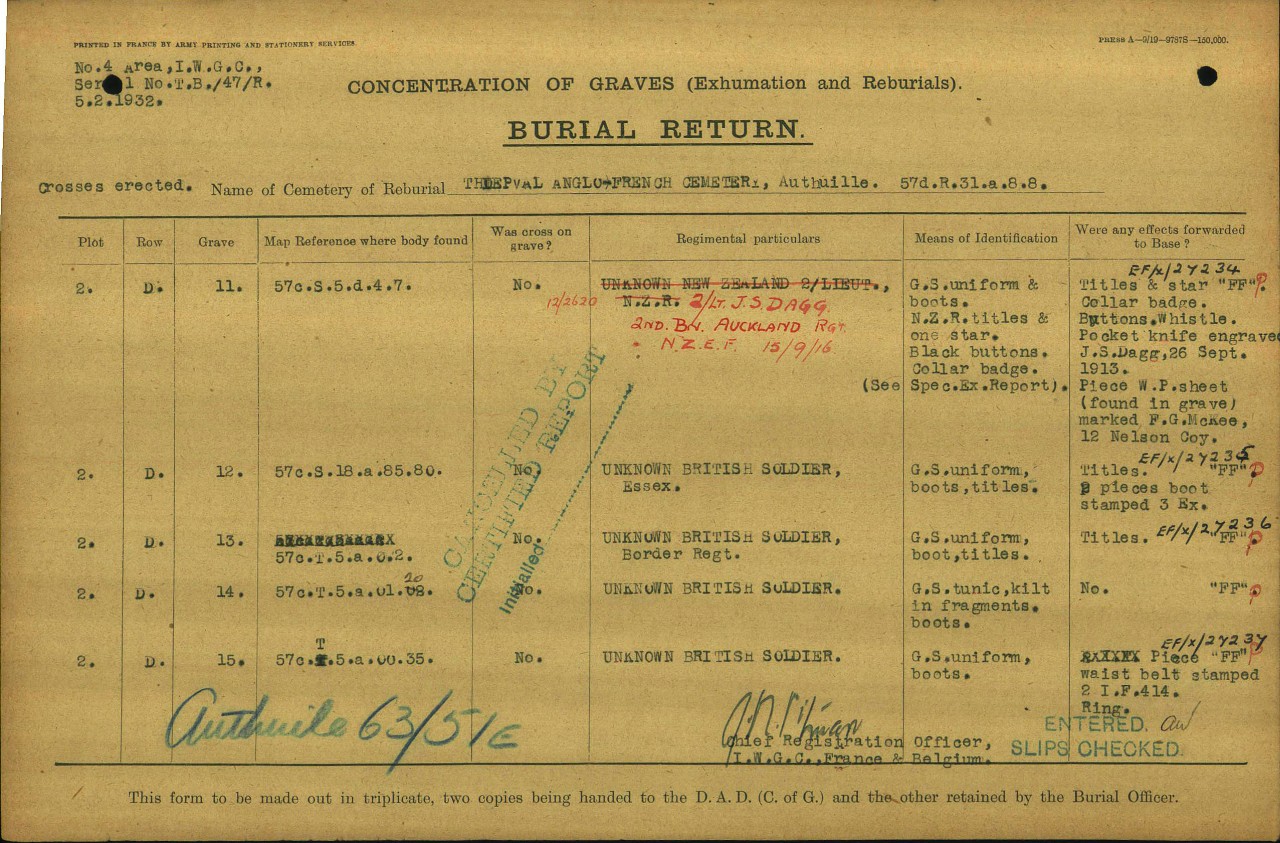 PRINTED IN FRANCE BY ARMY PRINTING AND STATIONERY SERVICES.
PRESS A—9/19—9787S—150,000.
No.4 Area,I.W.G.C.,
Ser l No.T.B./47/R.
5.2.1932.
CONCENTRATION OF GRAVES (Exhumation and Reburials).
BURIAL RETURN.
Crosses erected. Name of Cemetery of Reburial THIEPVAL ANGLO-FRENCH CEMETERY, Authuille. 57d.R.31.a.8.8.
Plot Row Grave Map Reference where body found Was cross on grave? Regimental particulars Means of Identification Were any effects forwarded to Base?
2. D. 11. 57c.S.5.d.4.7. No. UNKNOWN NEW ZEALAND 2/LIEUT.,
N.Z.R.
12/2620 2/LT. J.S. DAGG.
2ND. BN. AUCKLAND RGT.
N.Z.E.F. 15/9/16
G.S.uniform &
boots.
N.Z.R.titles &
one star.
Black buttons.
Collar badge.
(See Spec.Ex.Report).
EF/x/27234
Titles & star "FF". P
Collar badge.
Buttons.Whistle.
Pocket knife engraved
J.S.Dagg,26 Sept.
1913.
Piece W.P.sheet
(found in grave)
marked F.G.McKee,
12 Nelson Coy.
2. D. 12. 57c.S.18.a.85.80. No. UNKNOWN BRITISH SOLDIER,
Essex.
G.S.uniform,
boots,titles.
EF/x/27235
Titles. "FF". P
2 pieces boot
stamped 3 Ex.
2. D. 13.
57c.T.5.a.0.2. No. UNKNOWN BRITISH SOLDIER,
Border Regt.
G.S.uniform,
boot,titles.
Titles. EF/x/27236 "FF". P
2. D. 14. 57c.T.5.a.01.20 No. UNKNOWN BRITISH SOLDIER.
G.S.tunic,kilt
in fragments.
boots.
No. "FF". P
2. D. 15. 57c.T.5.a.00.35. No. UNKNOWN BRITISH SOLDIER.
G.S.uniform,
boots.
EF/x/27237
Piece "FF" P
waist belt stamped
2 I.F.414.
Ring.
CANCELLED BY
CERTIFIED REPORT
Initialled
Authuile 63/51E
Chief Registration Officer,
I.W.G.C.,France & Belgium.
ENTERED.
SLIPS CHECKED.
This form to be made out in triplicate, two copies being handed to the D. A. D. (C. of G.) and the other retained by the Burial Officer.